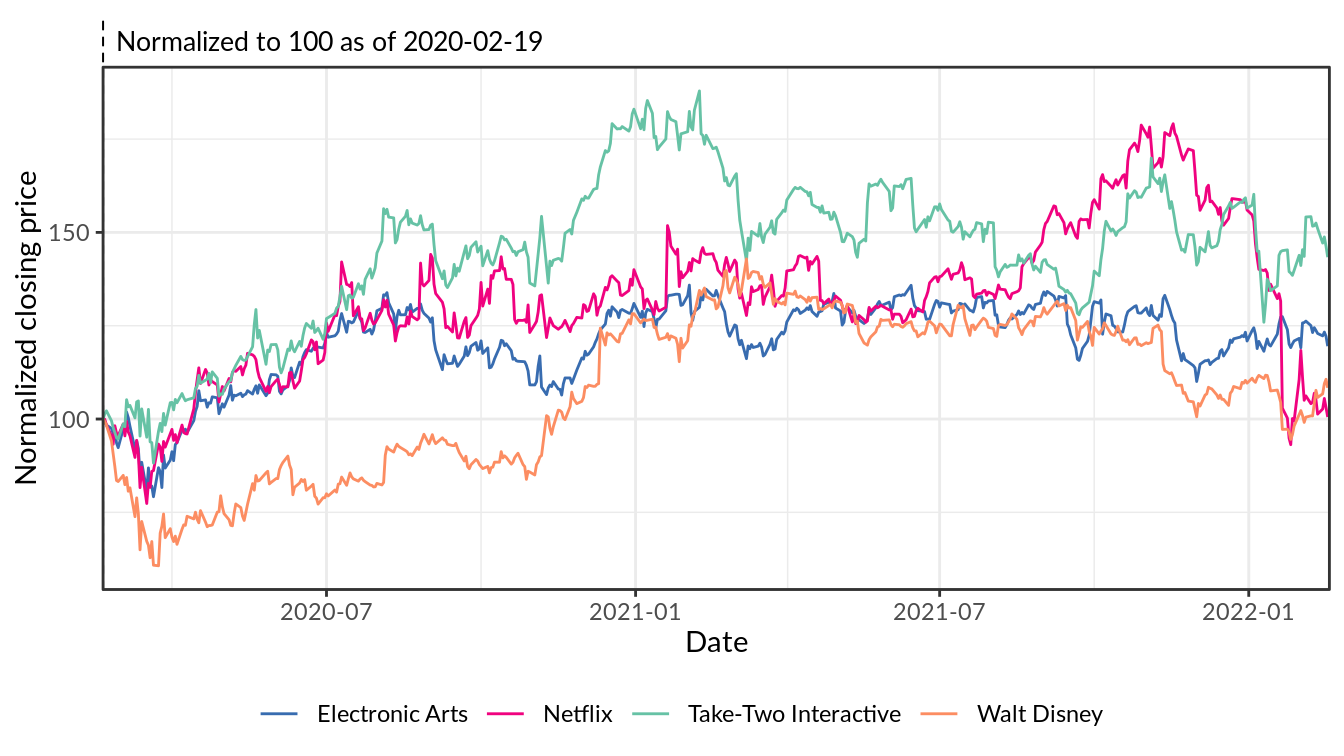 Normalized to 100 as of 2020-02-19
Normalized closing price
150
100
2020-07 2021-01 2021-07 2022-01
Date
Electronic Arts Netflix Take-Two Interactive Walt Disney